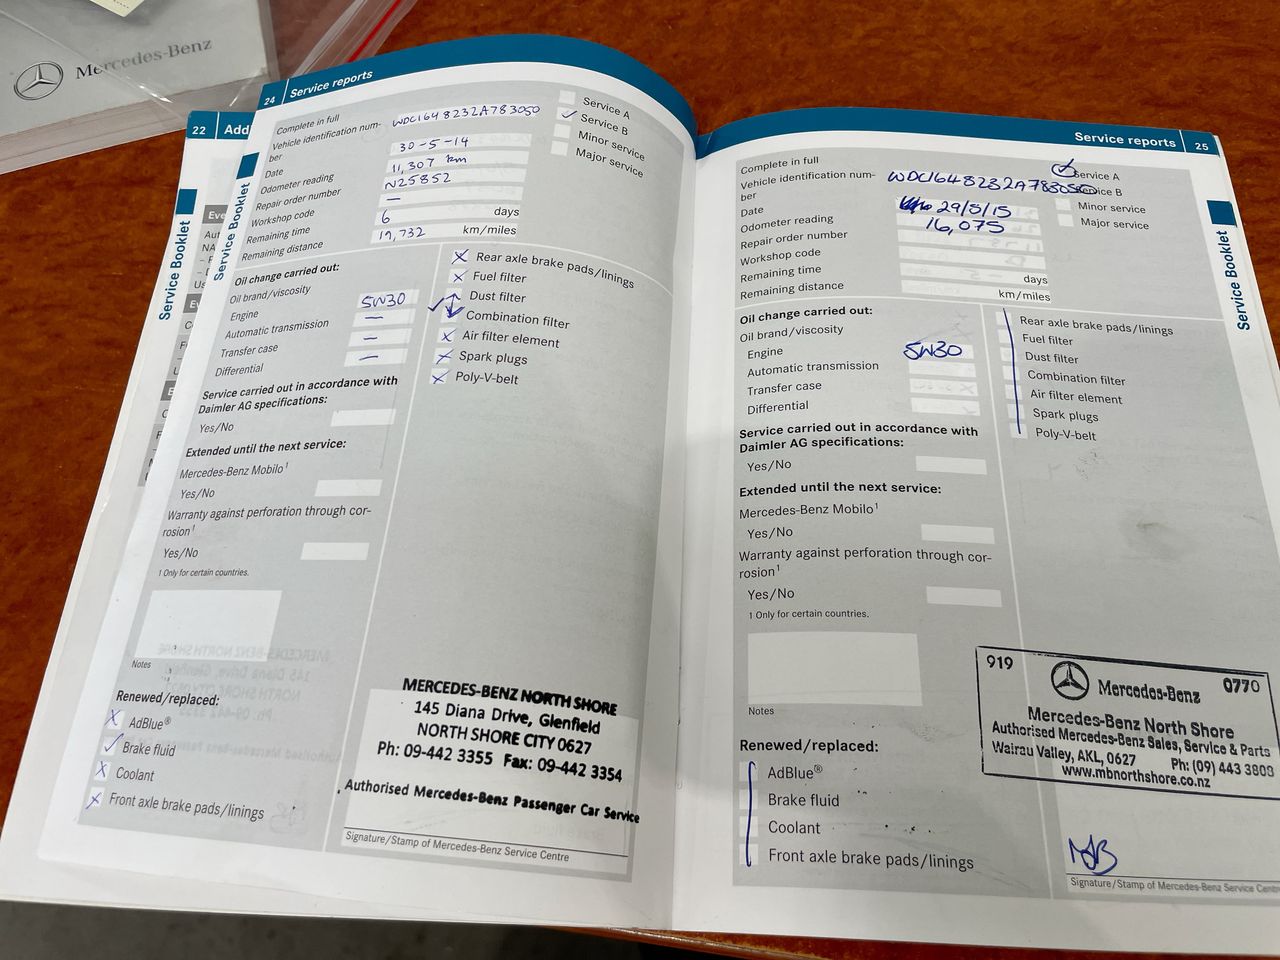 Mercedes-Benz
22 Add
Service Booklet
24 Service reports
Service Booklet
Complete in full
Vehicle identification num-
ber
WDC1648232A783050
Date
30-5-14
Odometer reading
11,307 km
Repair order number
N25852
Workshop code
—
Remaining time
6 days
Remaining distance
19,732 km/miles
Service A
✓ Service B
Minor service
Major service
Oil change carried out:
Oil brand/viscosity
Engine
5W30
Automatic transmission
—
Transfer case
—
Differential
—
Service carried out in accordance with
Daimler AG specifications:
Yes/No
Extended until the next service:
Mercedes-Benz Mobilo¹
Yes/No
Warranty against perforation through cor-
rosion¹
Yes/No
1 Only for certain countries.
Notes
Renewed/replaced:
X AdBlue®
✓ Brake fluid
X Coolant
X Front axle brake pads/linings
X Rear axle brake pads/linings
X Fuel filter
Dust filter
✓ Combination filter
X Air filter element
X Spark plugs
X Poly-V-belt
MERCEDES-BENZ NORTH SHORE
145 Diana Drive, Glenfield
NORTH SHORE CITY 0627
Ph: 09-442 3355 Fax: 09-442 3354
Authorised Mercedes-Benz Passenger Car Service
Signature/Stamp of Mercedes-Benz Service Centre
Service reports 25
Service Booklet
Complete in full
Vehicle identification num-
ber
WDC1648232A783050
Date
29/5/15
Odometer reading
16,075
Repair order number
Workshop code
Remaining time
days
Remaining distance
km/miles
✓ Service A
Service B
Minor service
Major service
Oil change carried out:
Oil brand/viscosity
Engine
5W30
Automatic transmission
Transfer case
Differential
Service carried out in accordance with
Daimler AG specifications:
Yes/No
Extended until the next service:
Mercedes-Benz Mobilo¹
Yes/No
Warranty against perforation through cor-
rosion¹
Yes/No
1 Only for certain countries.
Notes
Renewed/replaced:
AdBlue®
Brake fluid
Coolant
Front axle brake pads/linings
Rear axle brake pads/linings
Fuel filter
Dust filter
Combination filter
Air filter element
Spark plugs
Poly-V-belt
919 Mercedes-Benz 0770
Mercedes-Benz North Shore
Authorised Mercedes-Benz Sales, Service & Parts
Wairau Valley, AKL, 0627 Ph: (09) 443 3803
www.mbnorthshore.co.nz
Signature/Stamp of Mercedes-Benz Service Cent